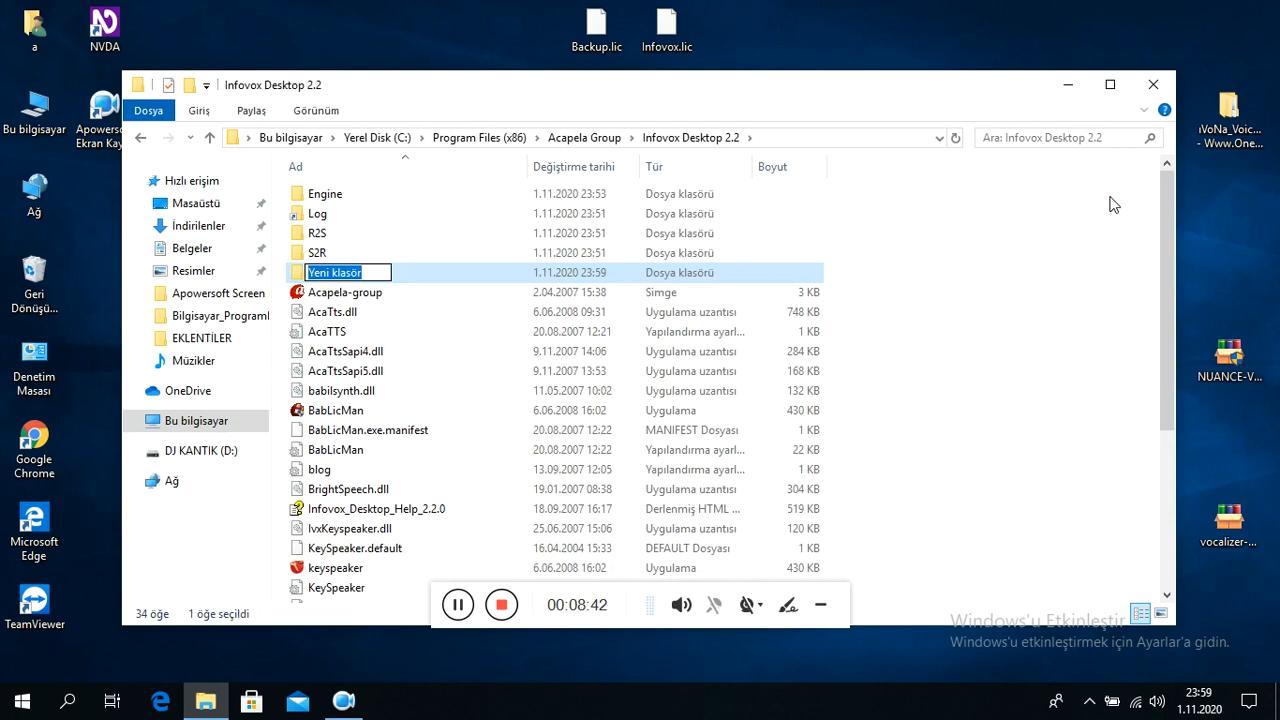 a
NVDA
Backup.lic
Infovox.lic
Bu bilgisayar
Apowersoft
Ekran Kay
Ağ
Geri
Dönüşü...
Denetim
Masası
Google
Chrome
Microsoft
Edge
TeamViewer
iVoNa_Voic...
- Www.One...
NUANCE-V...
vocalizer-...
Infovox Desktop 2.2
Dosya Giriş Paylaş Görünüm
Bu bilgisayar > Yerel Disk (C:) > Program Files (x86) > Acapela Group > Infovox Desktop 2.2 >
Ara: Infovox Desktop 2.2
Hızlı erişim
Masaüstü
İndirilenler
Belgeler
Resimler
Apowersoft Screen
Bilgisayar_Programl
EKLENTİLER
Müzikler
OneDrive
Bu bilgisayar
DJ KANTIK (D:)
Ağ
Ad Değiştirme tarihi Tür Boyut
Engine 1.11.2020 23:53 Dosya klasörü
Log 1.11.2020 23:51 Dosya klasörü
R2S 1.11.2020 23:51 Dosya klasörü
S2R 1.11.2020 23:51 Dosya klasörü
Yeni klasör 1.11.2020 23:59 Dosya klasörü
Acapela-group 2.04.2007 15:38 Simge 3 KB
AcaTts.dll 6.06.2008 09:31 Uygulama uzantısı 748 KB
AcaTTS 20.08.2007 12:21 Yapılandırma ayarl... 1 KB
AcaTtsSapi4.dll 9.11.2007 14:06 Uygulama uzantısı 284 KB
AcaTtsSapi5.dll 9.11.2007 13:53 Uygulama uzantısı 168 KB
babilsynth.dll 11.05.2007 10:02 Uygulama uzantısı 132 KB
BabLicMan 6.06.2008 16:02 Uygulama 430 KB
BabLicMan.exe.manifest 20.08.2007 12:22 MANIFEST Dosyası 1 KB
BabLicMan 20.08.2007 12:22 Yapılandırma ayarl... 22 KB
blog 13.09.2007 12:05 Yapılandırma ayarl... 1 KB
BrightSpeech.dll 19.01.2007 08:38 Uygulama uzantısı 304 KB
Infovox_Desktop_Help_2.2.0 18.09.2007 16:17 Derlenmiş HTML ... 519 KB
IvxKeyspeaker.dll 25.06.2007 15:06 Uygulama uzantısı 120 KB
KeySpeaker.default 16.04.2004 15:33 DEFAULT Dosyası 1 KB
keyspeaker 6.06.2008 16:02 Uygulama 430 KB
KeySpeaker
00:08:42
34 öğe 1 öğe seçildi
Windows'u Etkinleştir
Windows'u etkinleştirmek için Ayarlar'a gidin.
23:59
1.11.2020